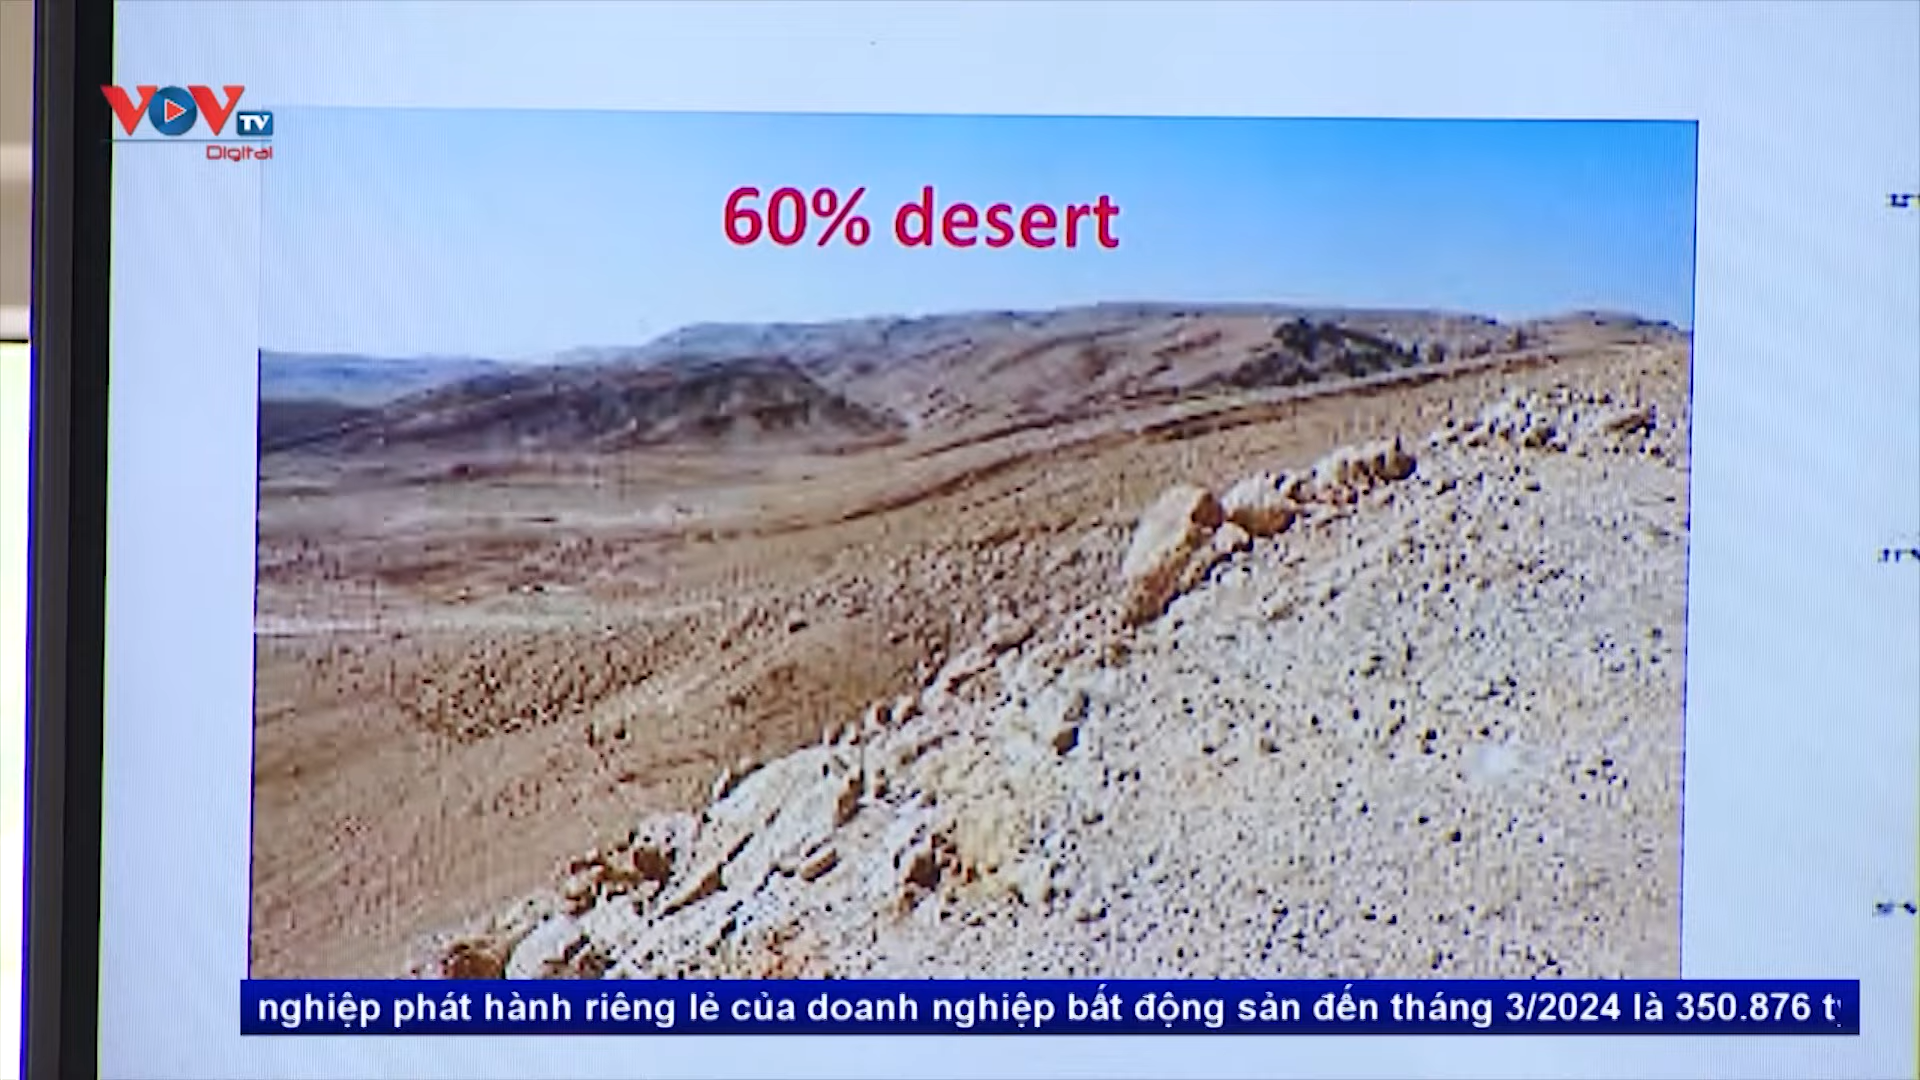 VOV TV
Digital
60% desert
nghiệp phát hành riêng lẻ của doanh nghiệp bất động sản đến tháng 3/2024 là 350.876